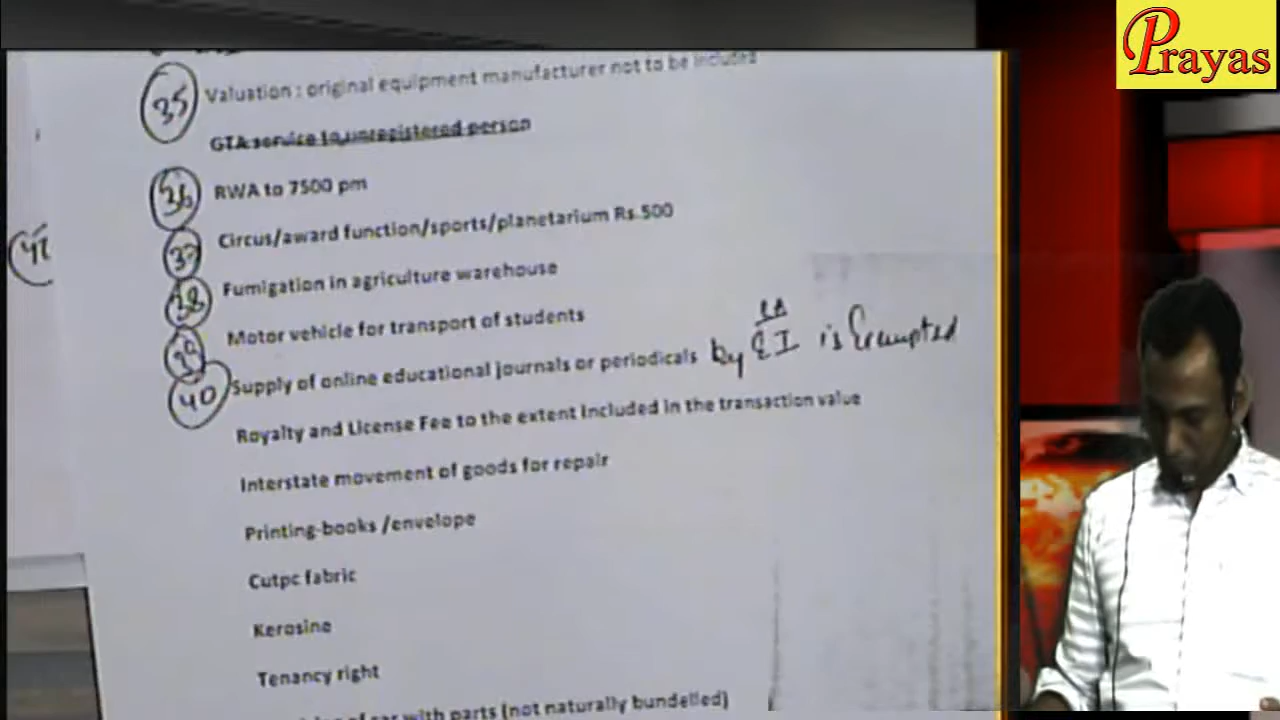 Prayas
35 Valuation : original equipment manufacturer not to be included
GTA service to unregistered person
36 RWA to 7500 pm
37 Circus/award function/sports/planetarium Rs.500
38 Fumigation in agriculture warehouse
39 Motor vehicle for transport of students
40 Supply of online educational journals or periodicals by EI is Exempted
Royalty and License Fee to the extent included in the transaction value
Interstate movement of goods for repair
Printing-books /envelope
Cutpc fabric
Kerosine
Tenancy right
of car with parts (not naturally bundelled)